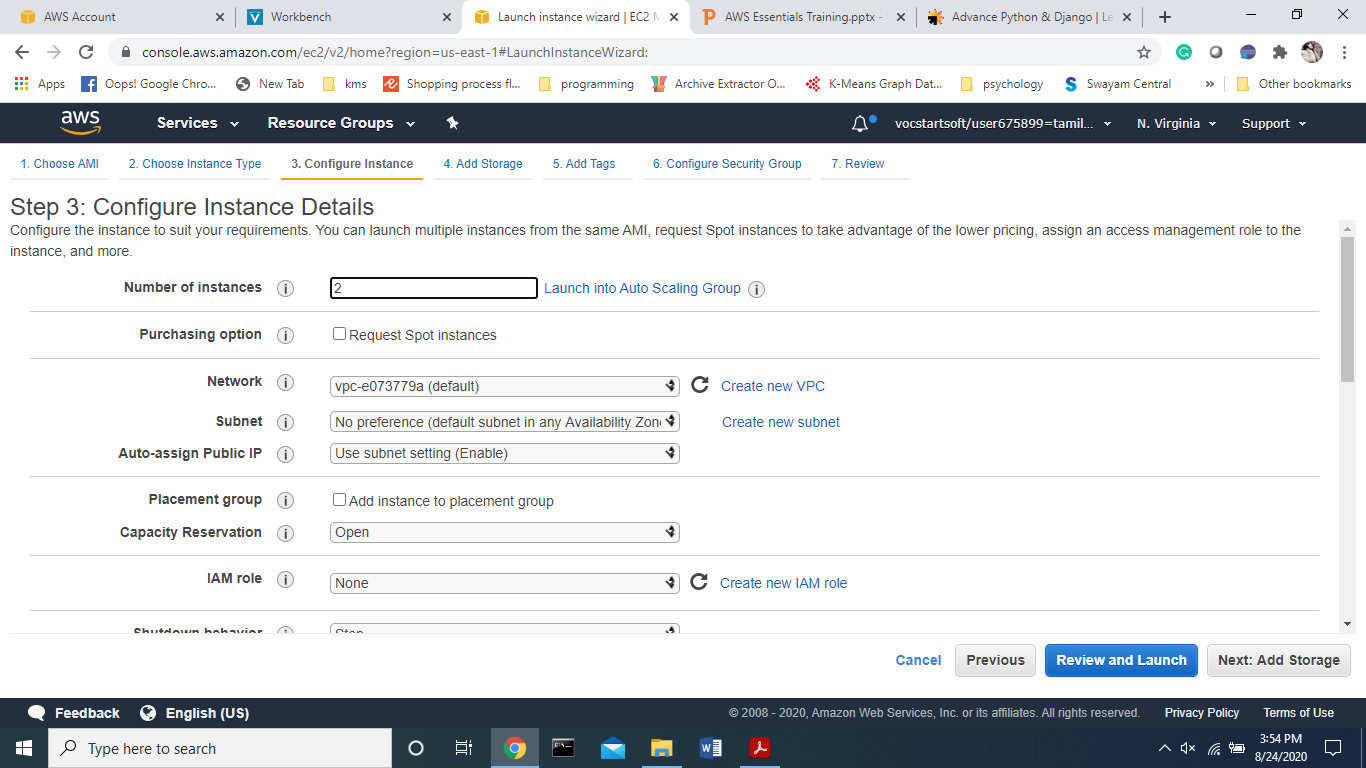 AWS Account
Workbench
Launch instance wizard | EC2 M
AWS Essentials Training.pptx -
Advance Python & Django | Le
console.aws.amazon.com/ec2/v2/home?region=us-east-1#LaunchInstanceWizard:
Apps
Oops! Google Chro...
New Tab
kms
Shopping process fl...
programming
Archive Extractor O...
K-Means Graph Dat...
psychology
Swayam Central
»
Other bookmarks
aws
Services
Resource Groups
vocstartsoft/user675899=tamil...
N. Virginia
Support
1. Choose AMI
2. Choose Instance Type
3. Configure Instance
4. Add Storage
5. Add Tags
6. Configure Security Group
7. Review
Step 3: Configure Instance Details
Configure the instance to suit your requirements. You can launch multiple instances from the same AMI, request Spot instances to take advantage of the lower pricing, assign an access management role to the
instance, and more.
Number of instances
2
Launch into Auto Scaling Group
Purchasing option
Request Spot instances
Network
vpc-e073779a (default)
Create new VPC
Subnet
No preference (default subnet in any Availability Zone
Create new subnet
Auto-assign Public IP
Use subnet setting (Enable)
Placement group
Add instance to placement group
Capacity Reservation
Open
IAM role
None
Create new IAM role
Shutdown behavior
Stop
Cancel
Previous
Review and Launch
Next: Add Storage
Feedback
English (US)
© 2008 - 2020, Amazon Web Services, Inc. or its affiliates. All rights reserved.
Privacy Policy
Terms of Use
Type here to search
3:54 PM
8/24/2020